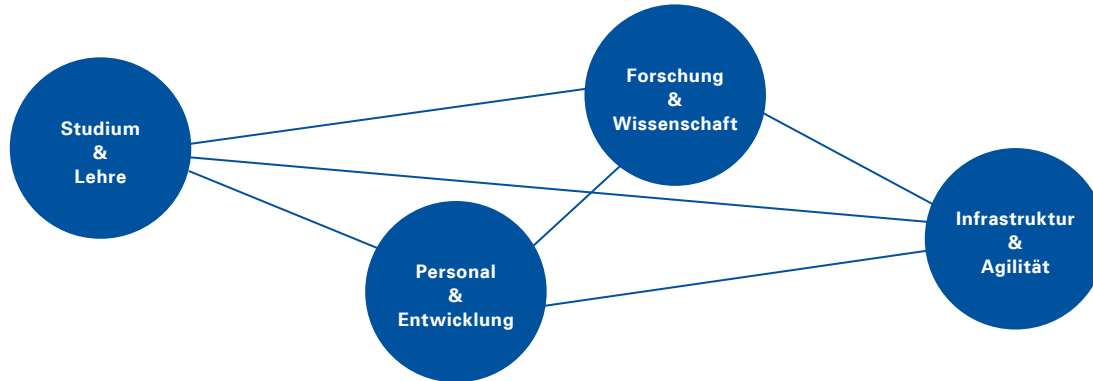 Studium
&
Lehre
Forschung
&
Wissenschaft
Personal
&
Entwicklung
Infrastruktur
&
Agilität